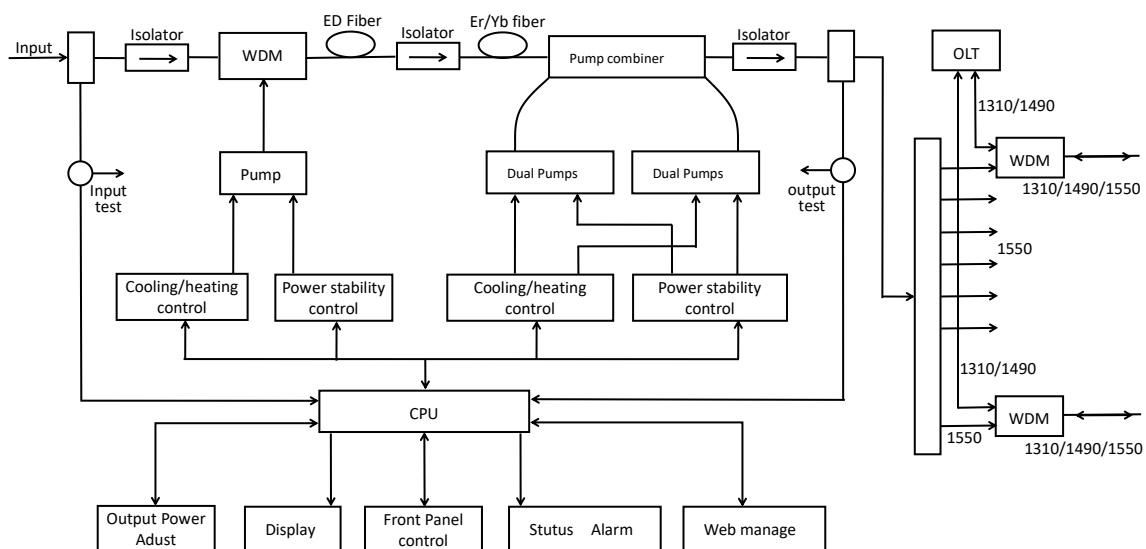 ED Fiber
Er/Yb fiber
Input
Isolator
WDM
Isolator
Pump combiner
Isolator
OLT
1310/1490
WDM
1310/1490/1550
Input
test
Pump
Dual Pumps
Dual Pumps
output
test
1550
Cooling/heating
control
Power stability
control
Cooling/heating
control
Power stability
control
1310/1490
CPU
WDM
1550
1310/1490/1550
Output Power
Adust
Display
Front Panel
control
Stutus Alarm
Web manage